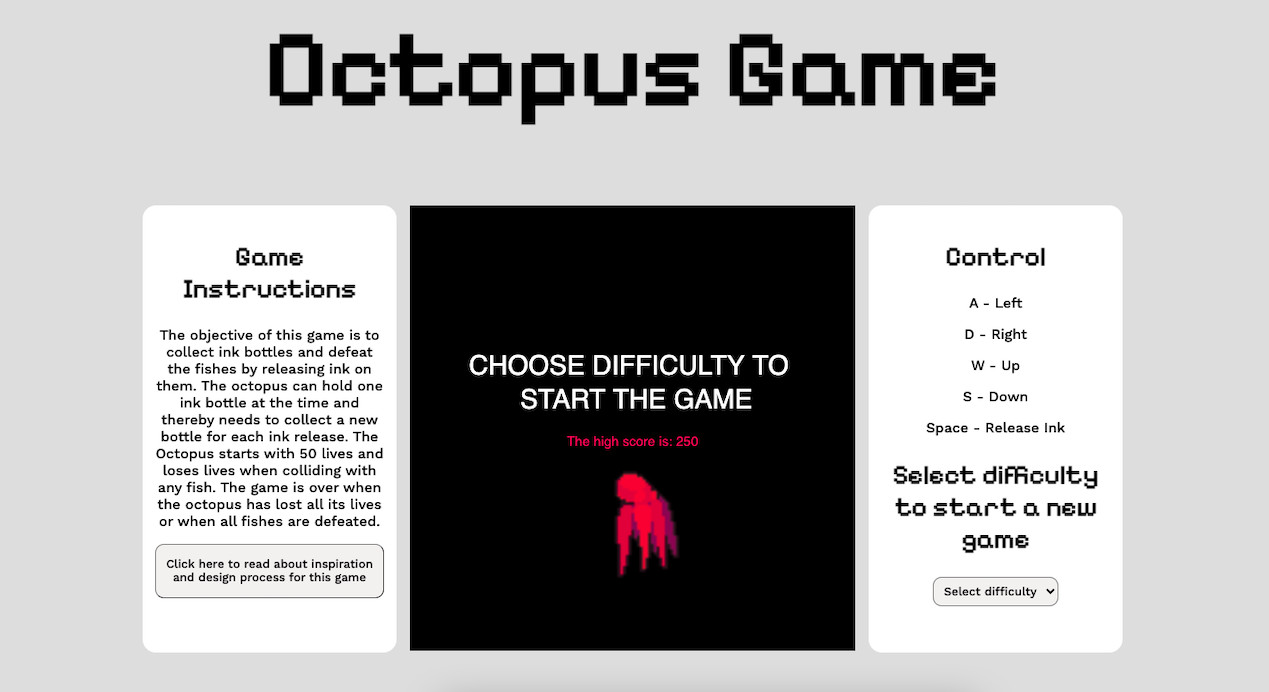 Octopus Game
Game
Instructions
The objective of this game is to
collect ink bottles and defeat
the fishes by releasing ink on
them. The octopus can hold one
ink bottle at the time and
thereby needs to collect a new
bottle for each ink release. The
Octopus starts with 50 lives and
loses lives when colliding with
any fish. The game is over when
the octopus has lost all its lives
or when all fishes are defeated.
Click here to read about inspiration
and design process for this game
CHOOSE DIFFICULTY TO
START THE GAME
The high score is: 250
Control
A - Left
D - Right
W - Up
S - Down
Space - Release Ink
Select difficulty
to start a new
game
Select difficulty